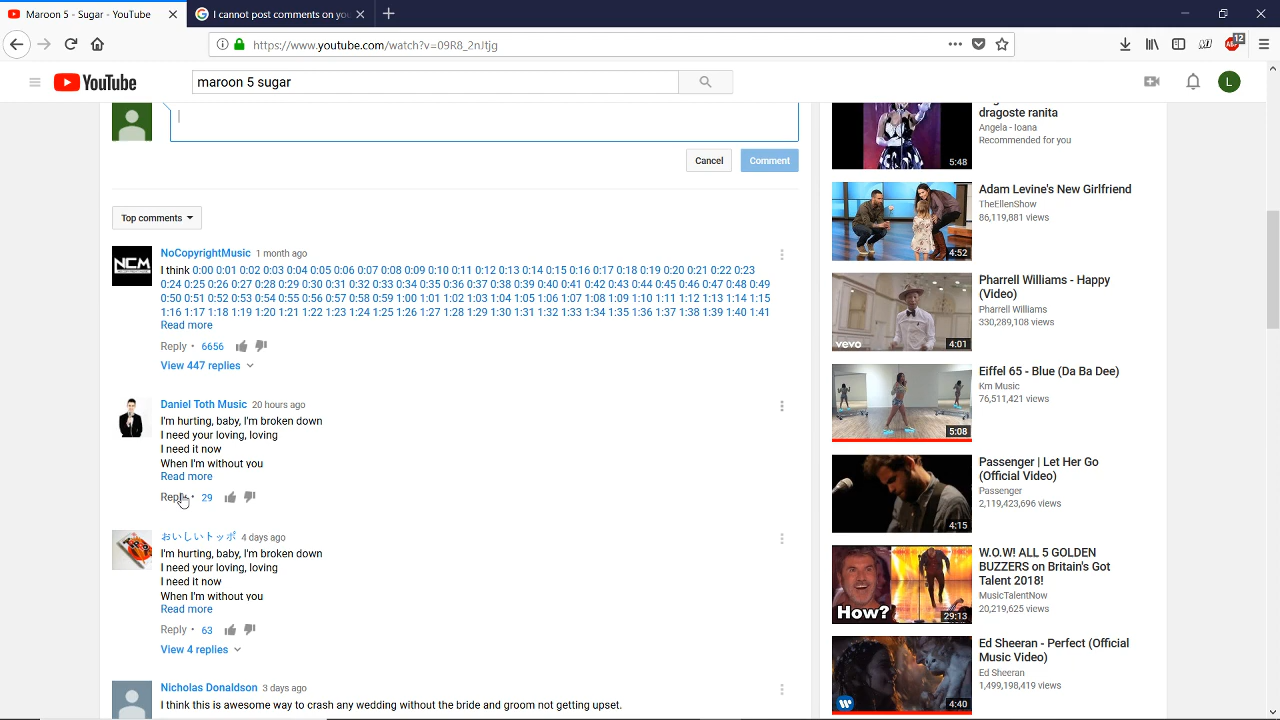 Maroon 5 - Sugar - YouTube
I cannot post comments on you
https://www.youtube.com/watch?v=09R8_2nJtjg
12
YouTube
maroon 5 sugar
L
Cancel
Comment
Top comments
NCM
NoCopyrightMusic 1 month ago
I think 0:00 0:01 0:02 0:03 0:04 0:05 0:06 0:07 0:08 0:09 0:10 0:11 0:12 0:13 0:14 0:15 0:16 0:17 0:18 0:19 0:20 0:21 0:22 0:23
0:24 0:25 0:26 0:27 0:28 0:29 0:30 0:31 0:32 0:33 0:34 0:35 0:36 0:37 0:38 0:39 0:40 0:41 0:42 0:43 0:44 0:45 0:46 0:47 0:48 0:49
0:50 0:51 0:52 0:53 0:54 0:55 0:56 0:57 0:58 0:59 1:00 1:01 1:02 1:03 1:04 1:05 1:06 1:07 1:08 1:09 1:10 1:11 1:12 1:13 1:14 1:15
1:16 1:17 1:18 1:19 1:20 1:21 1:22 1:23 1:24 1:25 1:26 1:27 1:28 1:29 1:30 1:31 1:32 1:33 1:34 1:35 1:36 1:37 1:38 1:39 1:40 1:41
Read more
Reply • 6656
View 447 replies
Daniel Toth Music 20 hours ago
I'm hurting, baby, I'm broken down
I need your loving, loving
I need it now
When I'm without you
Read more
Reply • 29
おいしいトッポ 4 days ago
I'm hurting, baby, I'm broken down
I need your loving, loving
I need it now
When I'm without you
Read more
Reply • 63
View 4 replies
Nicholas Donaldson 3 days ago
I think this is an perfect way to crash any wedding without the bride and groom not getting upset.
dragoste ranita
Angela - Ioana
Recommended for you
5:48
Adam Levine's New Girlfriend
TheEllenShow
86,119,881 views
4:52
Pharrell Williams - Happy
(Video)
Pharrell Williams
330,289,108 views
vevo
4:01
Eiffel 65 - Blue (Da Ba Dee)
Km Music
76,511,421 views
5:08
Passenger | Let Her Go
(Official Video)
Passenger
2,119,423,696 views
4:15
W.O.W! ALL 5 GOLDEN
BUZZERS on Britain's Got
Talent 2018!
MusicTalentNow
20,219,625 views
How?
29:13
Ed Sheeran - Perfect (Official
Music Video)
Ed Sheeran
1,499,198,419 views
4:40